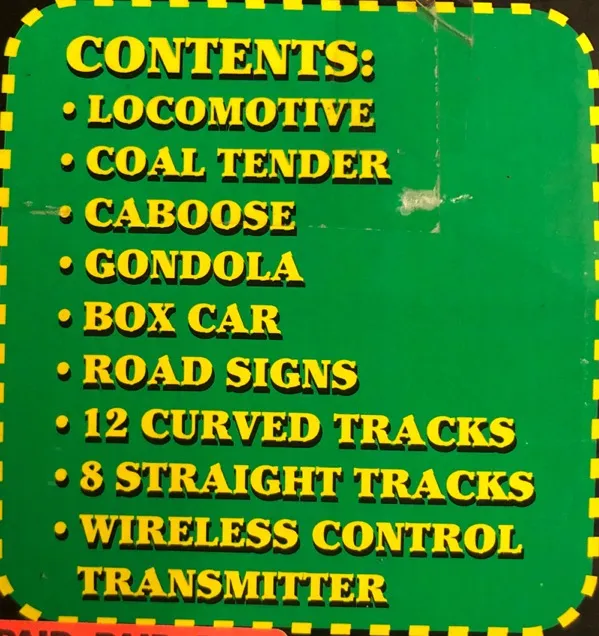 CONTENTS:
• LOCOMOTIVE
• COAL TENDER
• CABOOSE
• GONDOLA
• BOX CAR
• ROAD SIGNS
• 12 CURVED TRACKS
• 8 STRAIGHT TRACKS
• WIRELESS CONTROL
TRANSMITTER